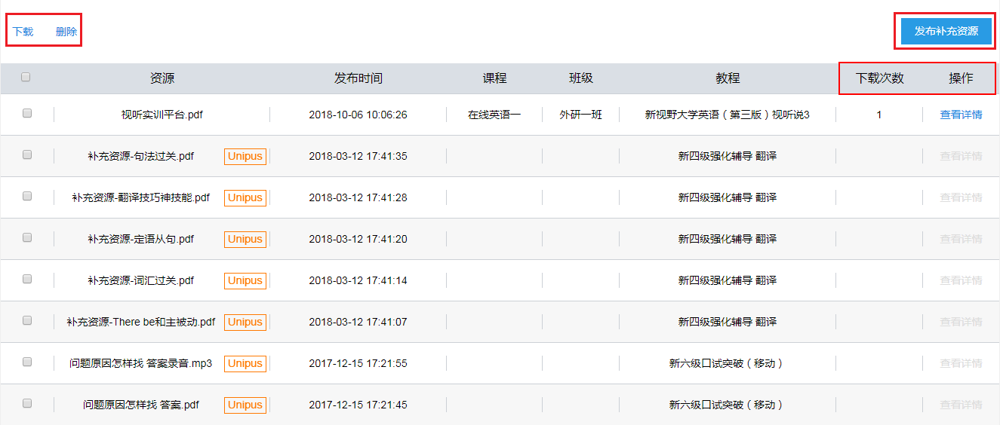 下载 删除 发布补充资源
资源 发布时间 课程 班级 教程 下载次数 操作
视听实训平台.pdf 2018-10-06 10:06:26 在线英语一 外研一班 新视野大学英语（第三版）视听说3 1 查看详情
补充资源-句法过关.pdf Unipus 2018-03-12 17:41:35 新四级强化辅导 翻译 查看详情
补充资源-翻译技巧神技能.pdf Unipus 2018-03-12 17:41:28 新四级强化辅导 翻译 查看详情
补充资源-定语从句.pdf Unipus 2018-03-12 17:41:20 新四级强化辅导 翻译 查看详情
补充资源-词汇过关.pdf Unipus 2018-03-12 17:41:14 新四级强化辅导 翻译 查看详情
补充资源-There be和主被动.pdf Unipus 2018-03-12 17:41:07 新四级强化辅导 翻译 查看详情
问题原因怎样找 答案录音.mp3 Unipus 2017-12-15 17:21:55 新六级口试突破（移动） 查看详情
问题原因怎样找 答案.pdf Unipus 2017-12-15 17:21:45 新六级口试突破（移动） 查看详情